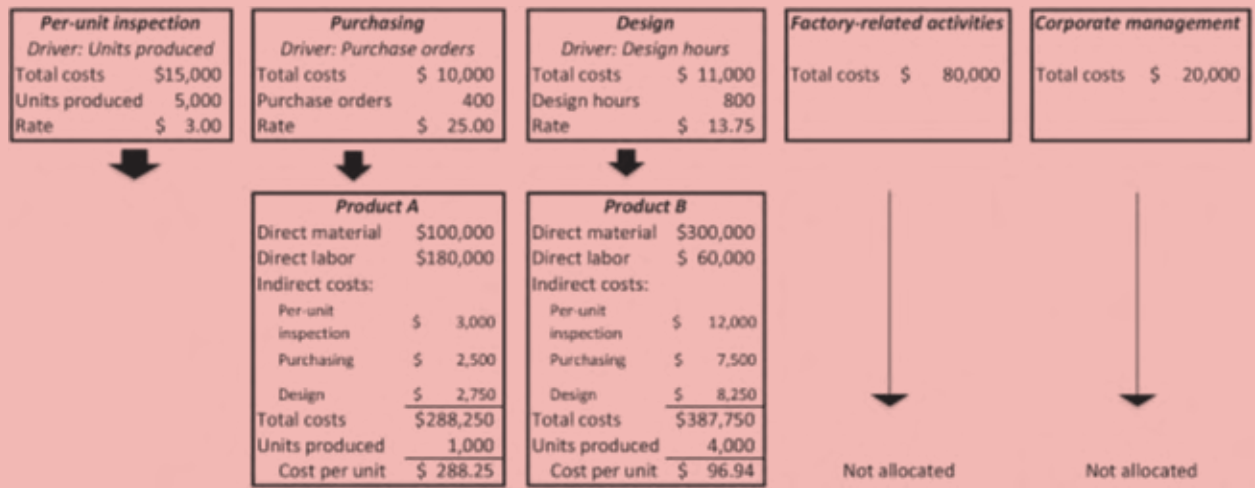 Per-unit inspection
Driver: Units produced
Total costs $15,000
Units produced 5,000
Rate $ 3.00
Purchasing
Driver: Purchase orders
Total costs $ 10,000
Purchase orders 400
Rate $ 25.00
Design
Driver: Design hours
Total costs $ 11,000
Design hours 800
Rate $ 13.75
Factory-related activities
Total costs $ 80,000
Corporate management
Total costs $ 20,000
Product A
Direct material $100,000
Direct labor $180,000
Indirect costs:
Per-unit
inspection $ 3,000
Purchasing $ 2,500
Design $ 2,750
Total costs $288,250
Units produced 1,000
Cost per unit $ 288.25
Product B
Direct material $300,000
Direct labor $ 60,000
Indirect costs:
Per-unit
inspection $ 12,000
Purchasing $ 7,500
Design $ 8,250
Total costs $387,750
Units produced 4,000
Cost per unit $ 96.94
Not allocated
Not allocated